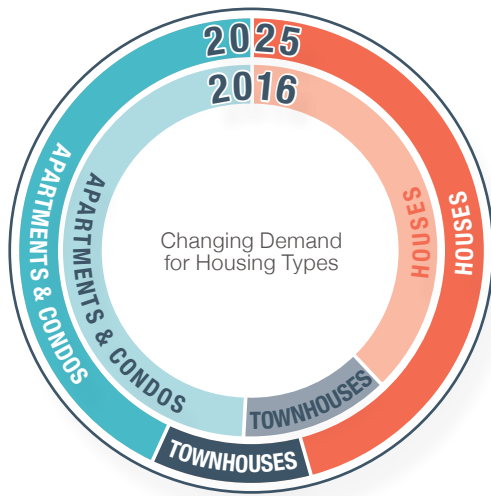 2025
2016
APARTMENTS & CONDOS
APARTMENTS & CONDOS
HOUSES
HOUSES
Changing Demand
for Housing Types
TOWNHOUSES
TOWNHOUSES